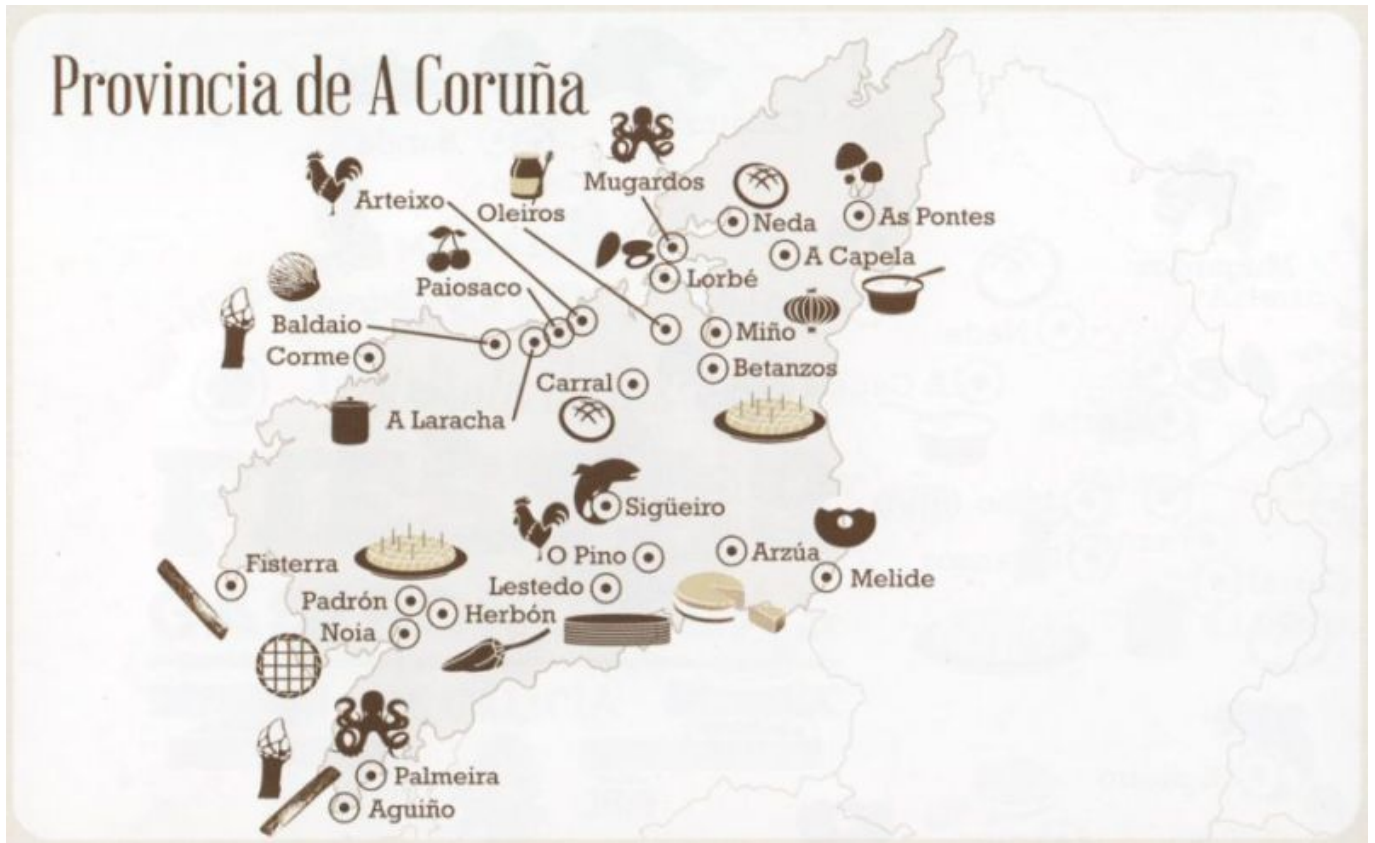 Provincia de A Coruña
Mugardos
Arteixo
Oleiros
Neda
As Pontes
A Capela
Lorbé
Paiosaco
Baldaio
Miño
Corme
Betanzos
Carral
A Laracha
Sigüeiro
O Pino
Arzúa
Fisterra
Melide
Lestedo
Padrón
Herbón
Noia
Palmeira
Aguiño